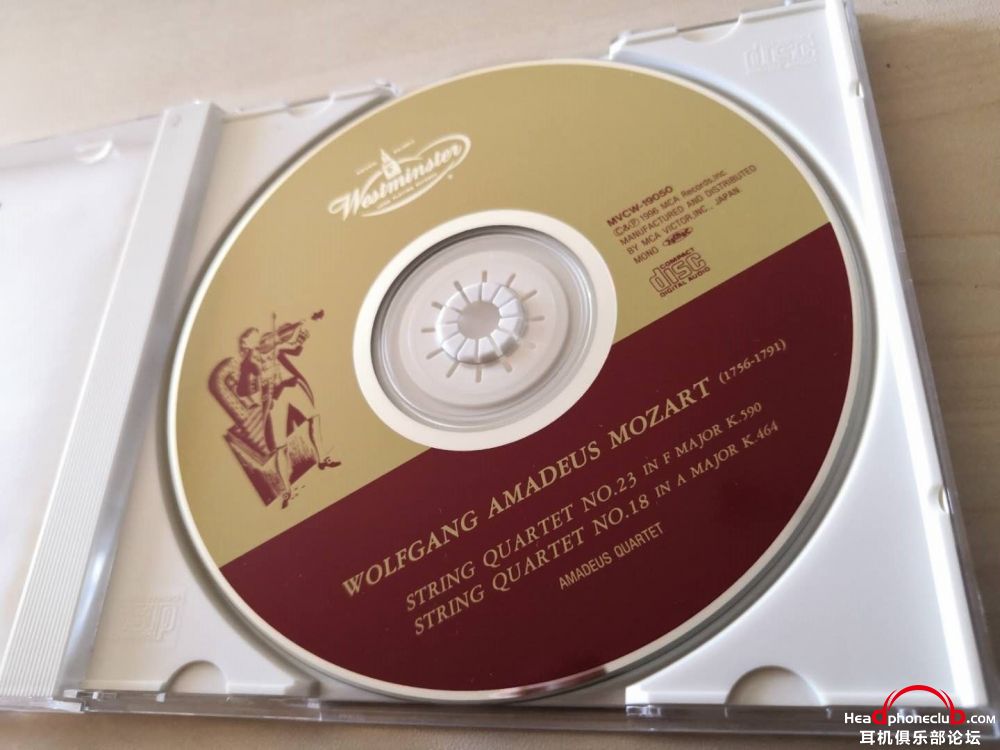 Westminster
MVCW-19050
Ⓒ&Ⓟ 1996 MCA Records, Inc.
MANUFACTURED AND DISTRIBUTED
BY MCA VICTOR, INC., JAPAN
MONO
COMPACT
disc
DIGITAL AUDIO
WOLFGANG AMADEUS MOZART (1756-1791)
STRING QUARTET NO.23 IN F MAJOR K.590
STRING QUARTET NO.18 IN A MAJOR K.464
AMADEUS QUARTET
disc
HeadphoneclubB.COM
耳机俱乐部论坛